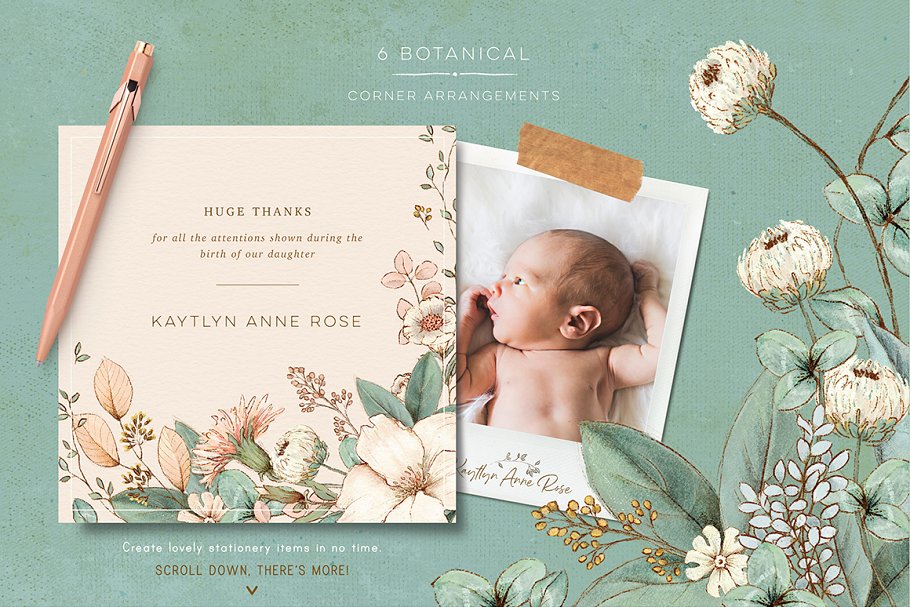 6 BOTANICAL
CORNER ARRANGEMENTS
HUGE THANKS
for all the attentions shown during the
birth of our daughter
KAYTLYN ANNE ROSE
Kaytlyn Anne Rose
Create lovely stationery items in no time.
SCROLL DOWN, THERE'S MORE!